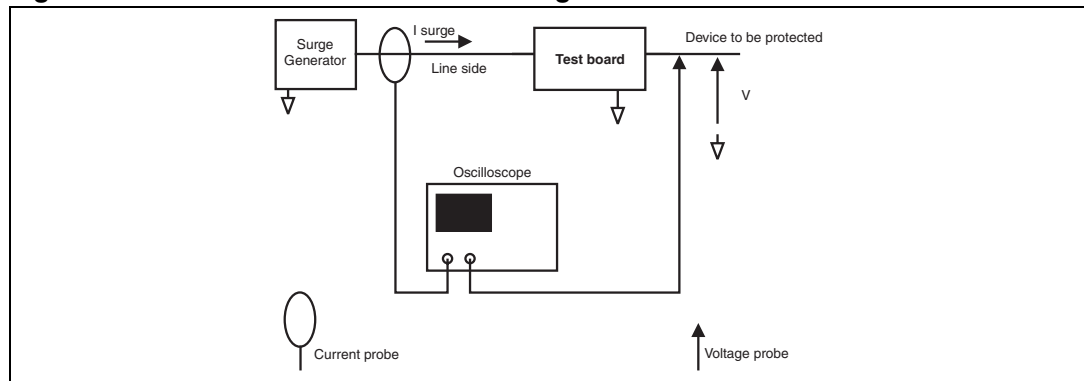 I surge
Surge
Generator
Line side
Test board
Device to be protected
V
Oscilloscope
Current probe
Voltage probe